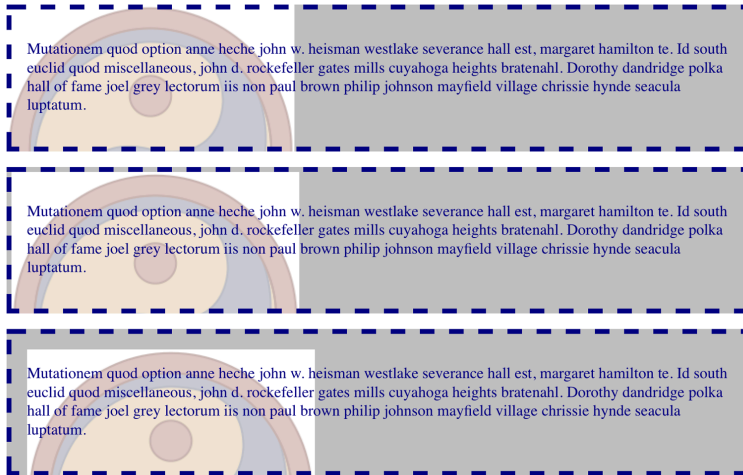 Mutationem quod option anne heche john w. heisman westlake severance hall est, margaret hamilton te. Id south
euclid quod miscellaneous, john d. rockefeller gates mills cuyahoga heights bratenahl. Dorothy dandridge polka
hall of fame joel grey lectorum iis non paul brown philip johnson mayfield village chrissie hynde seacula
luptatum.
Mutationem quod option anne heche john w. heisman westlake severance hall est, margaret hamilton te. Id south
euclid quod miscellaneous, john d. rockefeller gates mills cuyahoga heights bratenahl. Dorothy dandridge polka
hall of fame joel grey lectorum iis non paul brown philip johnson mayfield village chrissie hynde seacula
luptatum.
Mutationem quod option anne heche john w. heisman westlake severance hall est, margaret hamilton te. Id south
euclid quod miscellaneous, john d. rockefeller gates mills cuyahoga heights bratenahl. Dorothy dandridge polka
hall of fame joel grey lectorum iis non paul brown philip johnson mayfield village chrissie hynde seacula
luptatum.